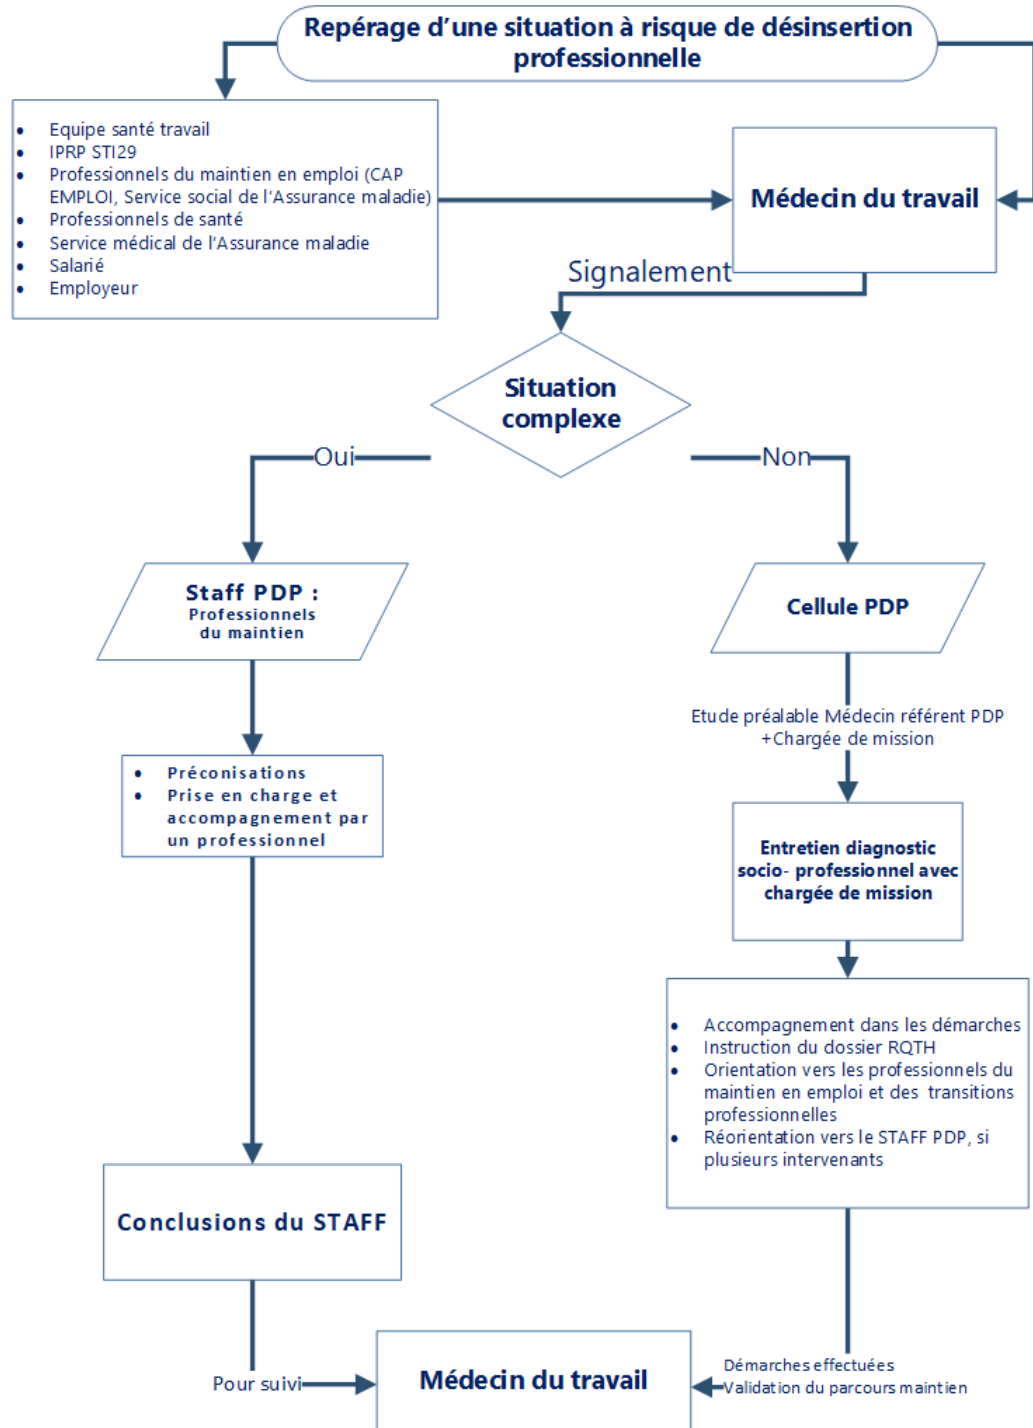 Repérage d'une situation à risque de désinsertion
professionnelle
• Equipe santé travail
• IPRP STI29
• Professionnels du maintien en emploi (CAP
EMPLOI, Service social de l'Assurance maladie)
• Professionnels de santé
• Service médical de l'Assurance maladie
• Salarié
• Employeur
Médecin du travail
Signalement
Situation
complexe
Oui
Non
Staff PDP :
Professionnels
du maintien
Cellule PDP
Etude préalable Médecin référent PDP
+Chargée de mission
• Préconisations
• Prise en charge et
accompagnement par
un professionnel
Entretien diagnostic
socio- professionnel avec
chargée de mission
• Accompagnement dans les démarches
• Instruction du dossier RQTH
• Orientation vers les professionnels du
maintien en emploi et des transitions
professionnelles
• Réorientation vers le STAFF PDP, si
plusieurs intervenants
Conclusions du STAFF
Pour suivi
Médecin du travail
Démarches effectuées
Validation du parcours maintien